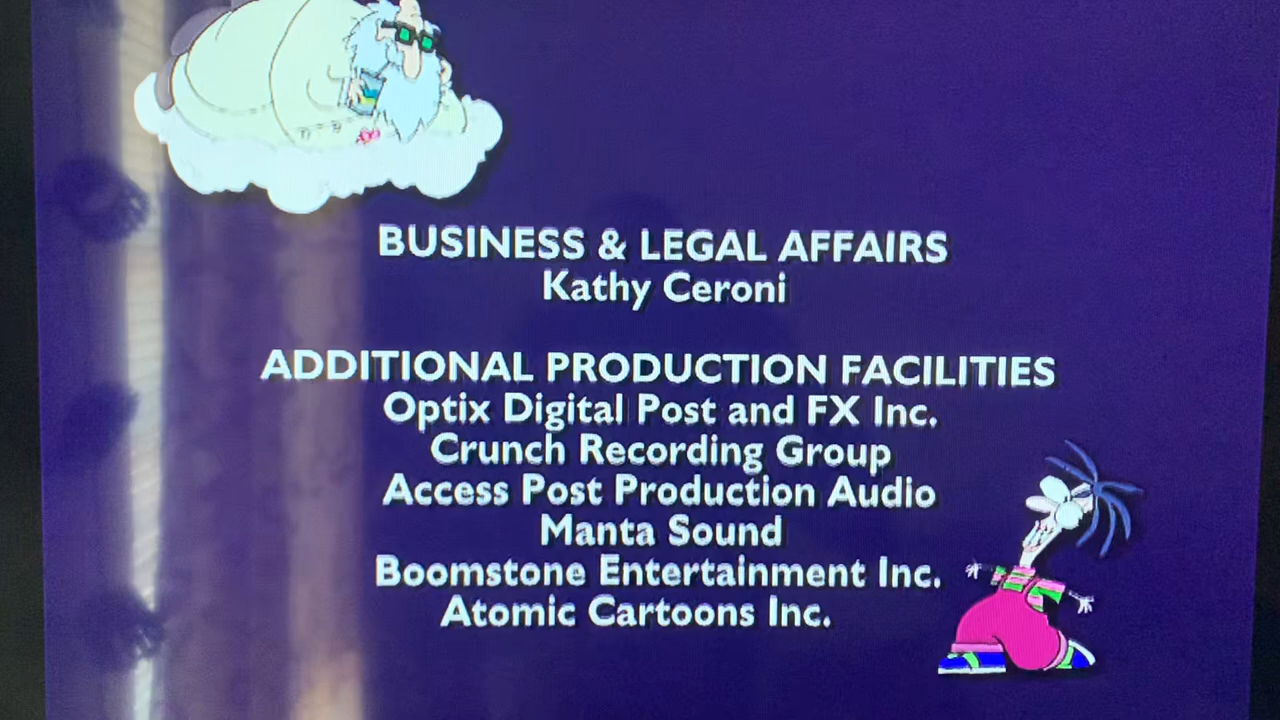 BUSINESS & LEGAL AFFAIRS
Kathy Ceroni
ADDITIONAL PRODUCTION FACILITIES
Optix Digital Post and FX Inc.
Crunch Recording Group
Access Post Production Audio
Manta Sound
Boomstone Entertainment Inc.
Atomic Cartoons Inc.